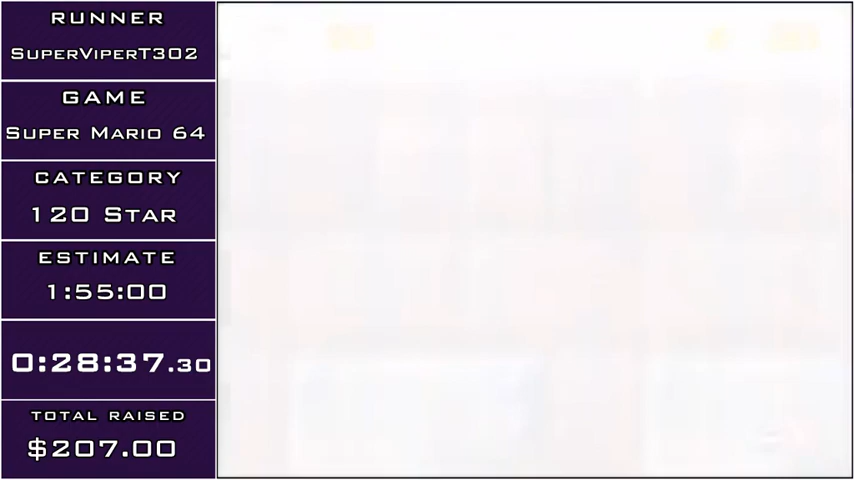 RUNNER
SuperViperT302
GAME
Super Mario 64
CATEGORY
120 Star
ESTIMATE
1:55:00
0:28:37.30
TOTAL RAISED
$207.00